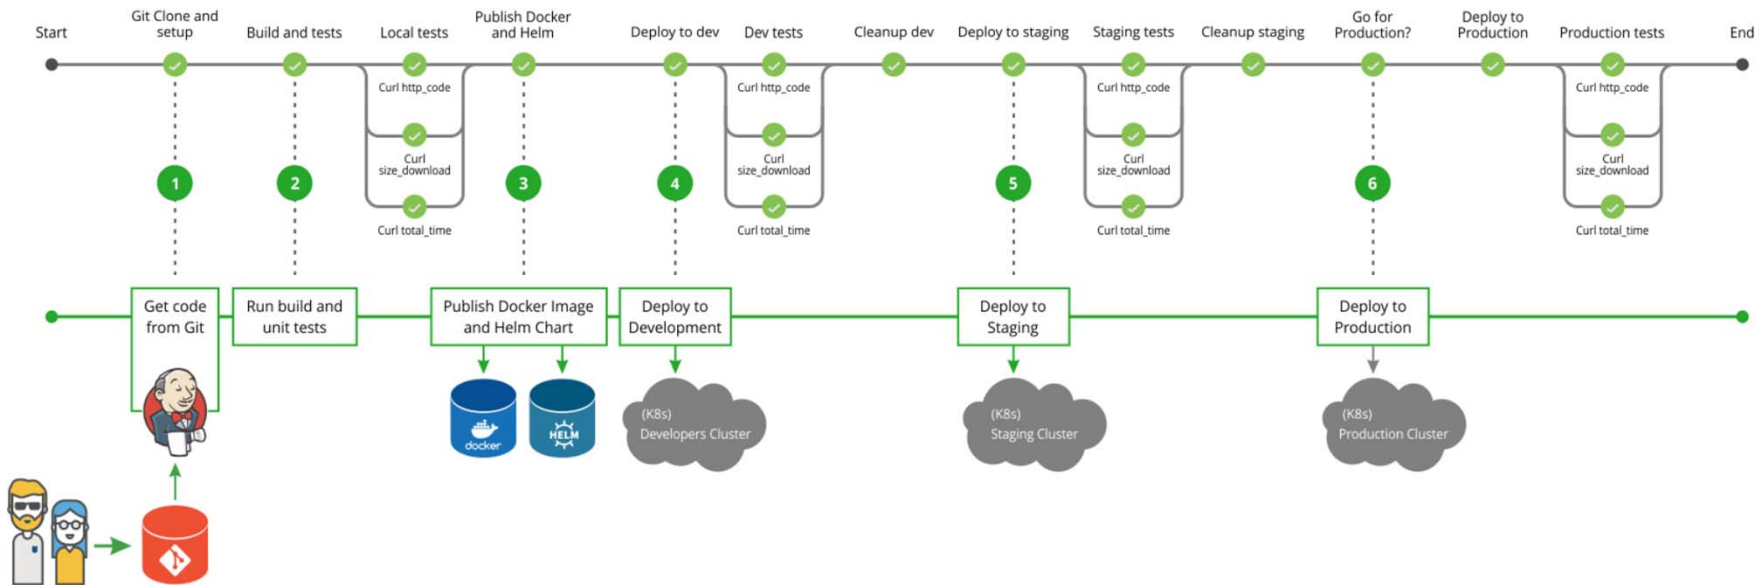 Start
Git Clone and
setup
Build and tests
Local tests
Publish Docker
and Helm
Deploy to dev
Dev tests
Cleanup dev
Deploy to staging
Staging tests
Cleanup staging
Go for
Production?
Deploy to
Production
Production tests
End
Curl http_code
Curl http_code
Curl http_code
Curl http_code
Curl
size_download
Curl
size_download
Curl
size_download
Curl
size_download
1
2
3
4
5
6
Curl total_time
Curl total_time
Curl total_time
Curl total_time
Get code
from Git
Run build and
unit tests
Publish Docker Image
and Helm Chart
Deploy to
Development
Deploy to
Staging
Deploy to
Production
docker
HELM
(K8s)
Developers Cluster
(K8s)
Staging Cluster
(K8s)
Production Cluster